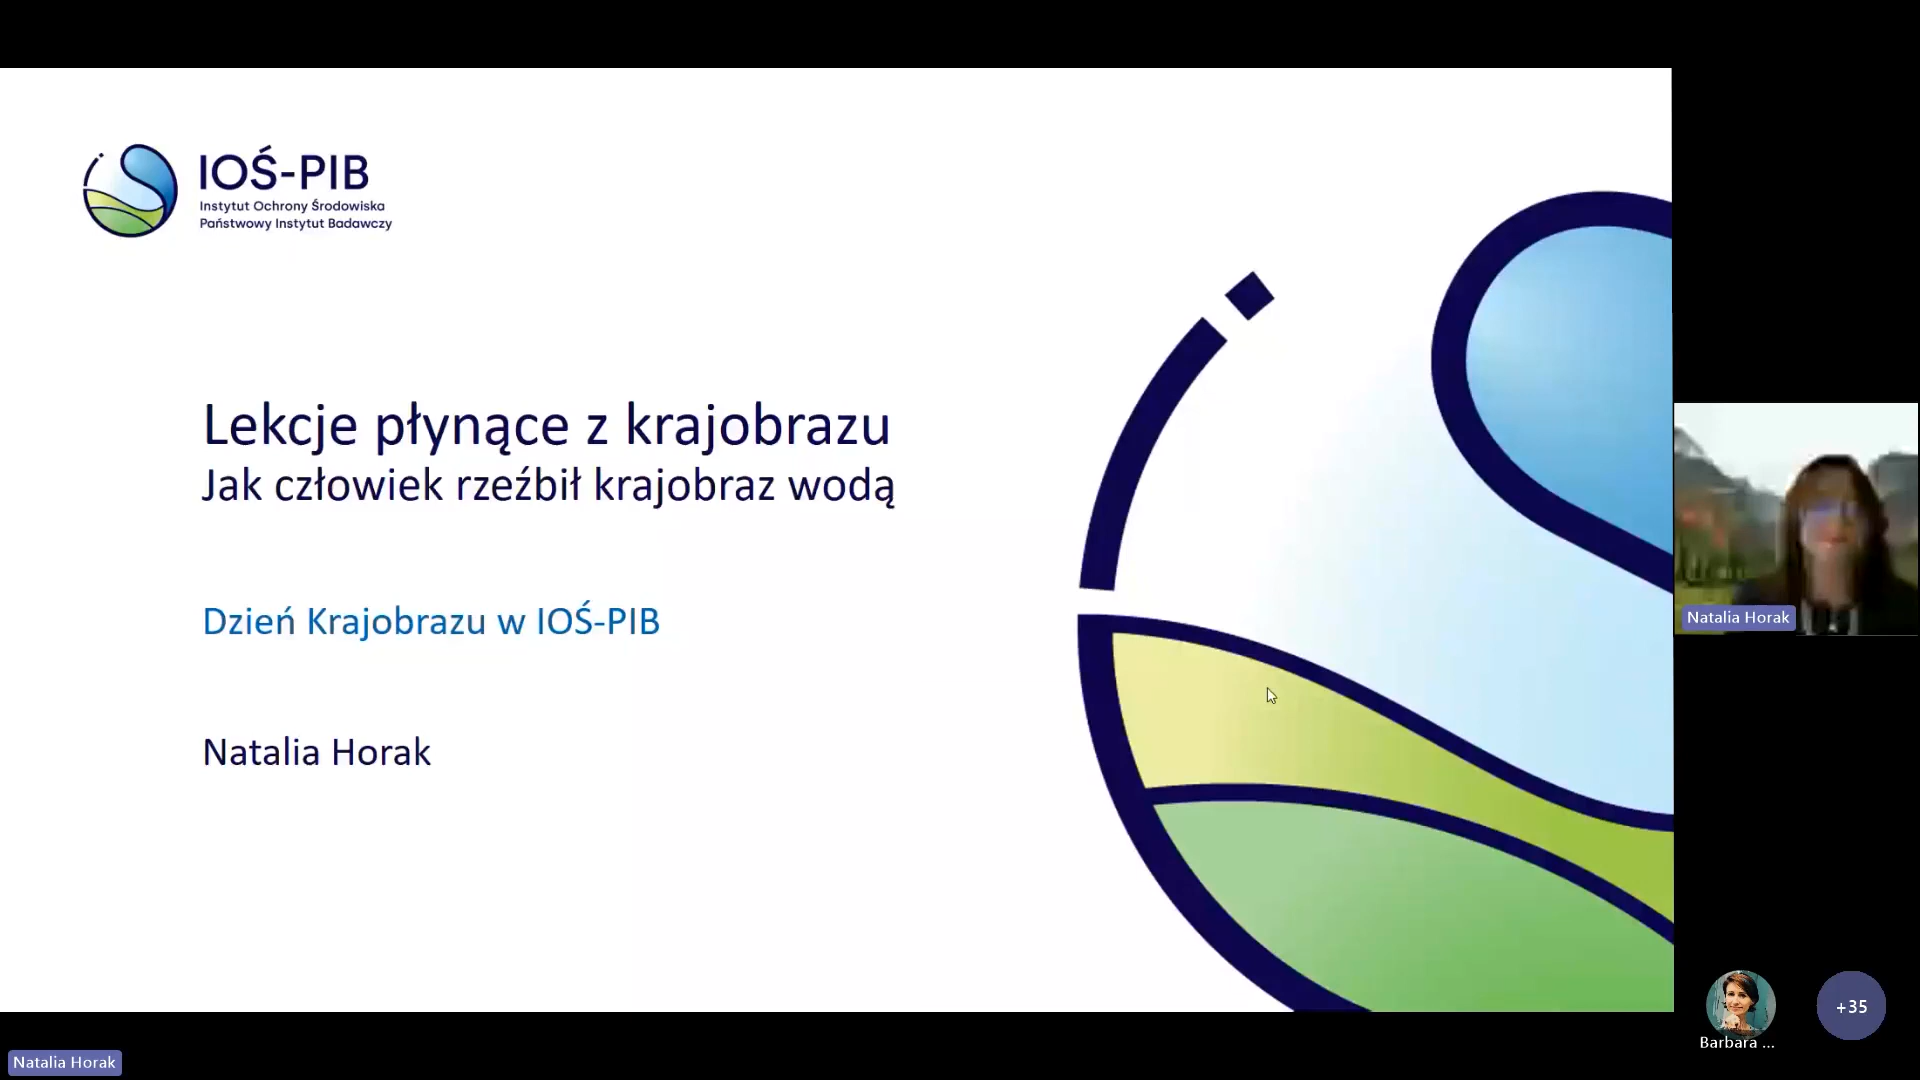 IOŚ-PIB
Instytut Ochrony Środowiska
Państwowy Instytut Badawczy
Lekcje płynące z krajobrazu
Jak człowiek rzeźbił krajobraz wodą
Dzień Krajobrazu w IOŚ-PIB
Natalia Horak
Natalia Horak
Barbara ...
+35
Natalia Horak